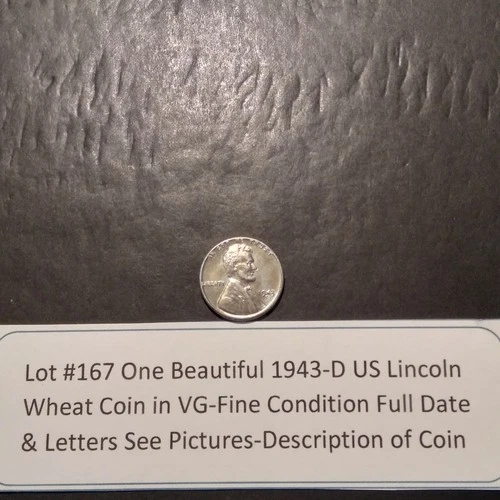 Lot #167 One Beautiful 1943-D US Lincoln
Wheat Coin in VG-Fine Condition Full Date
& Letters See Pictures-Description of Coin